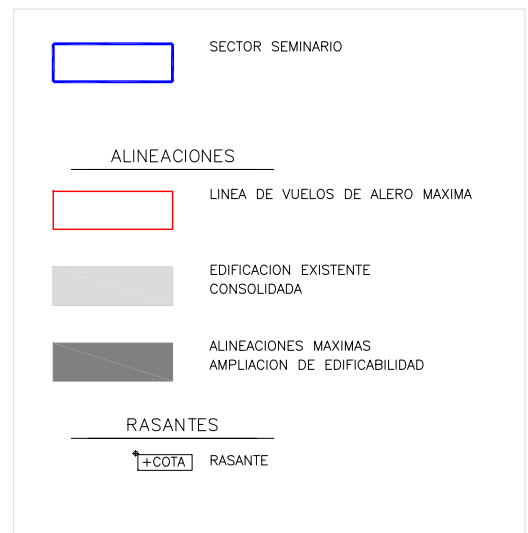 SECTOR SEMINARIO
ALINEACIONES
LINEA DE VUELOS DE ALERO MAXIMA
EDIFICACION EXISTENTE
CONSOLIDADA
ALINEACIONES MAXIMAS
AMPLIACION DE EDIFICABILIDAD
RASANTES
+COTA RASANTE